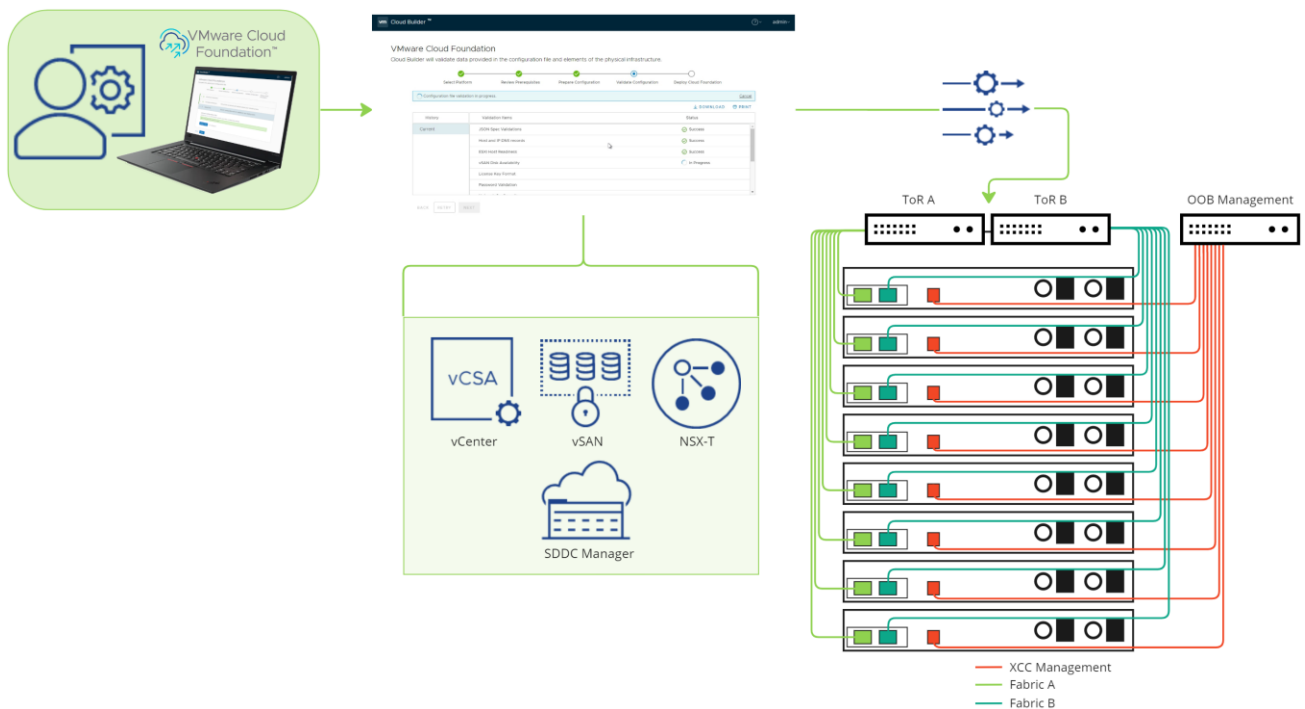 VMware Cloud
Foundation™
vmw Cloud Builder ™
admin
VMware Cloud Foundation
Cloud Builder will validate data provided in the configuration file and elements of the physical infrastructure.
Select Platform
Review Prerequisites
Prepare Configuration
Validate Configuration
Deploy Cloud Foundation
Configuration file validation in progress
Cancel
DOWNLOAD
PRINT
History
Validation Items
Status
Current
JSON Spec Validations
Success
Host and IP DNS records
Success
ESXi Host Readiness
Success
vSAN Disk Availability
In Progress
License Key Format
Password Validation
BACK
RETRY
NEXT
ToR A
ToR B
OOB Management
vCSA
vCenter
vSAN
NSX-T
SDDC Manager
XCC Management
Fabric A
Fabric B